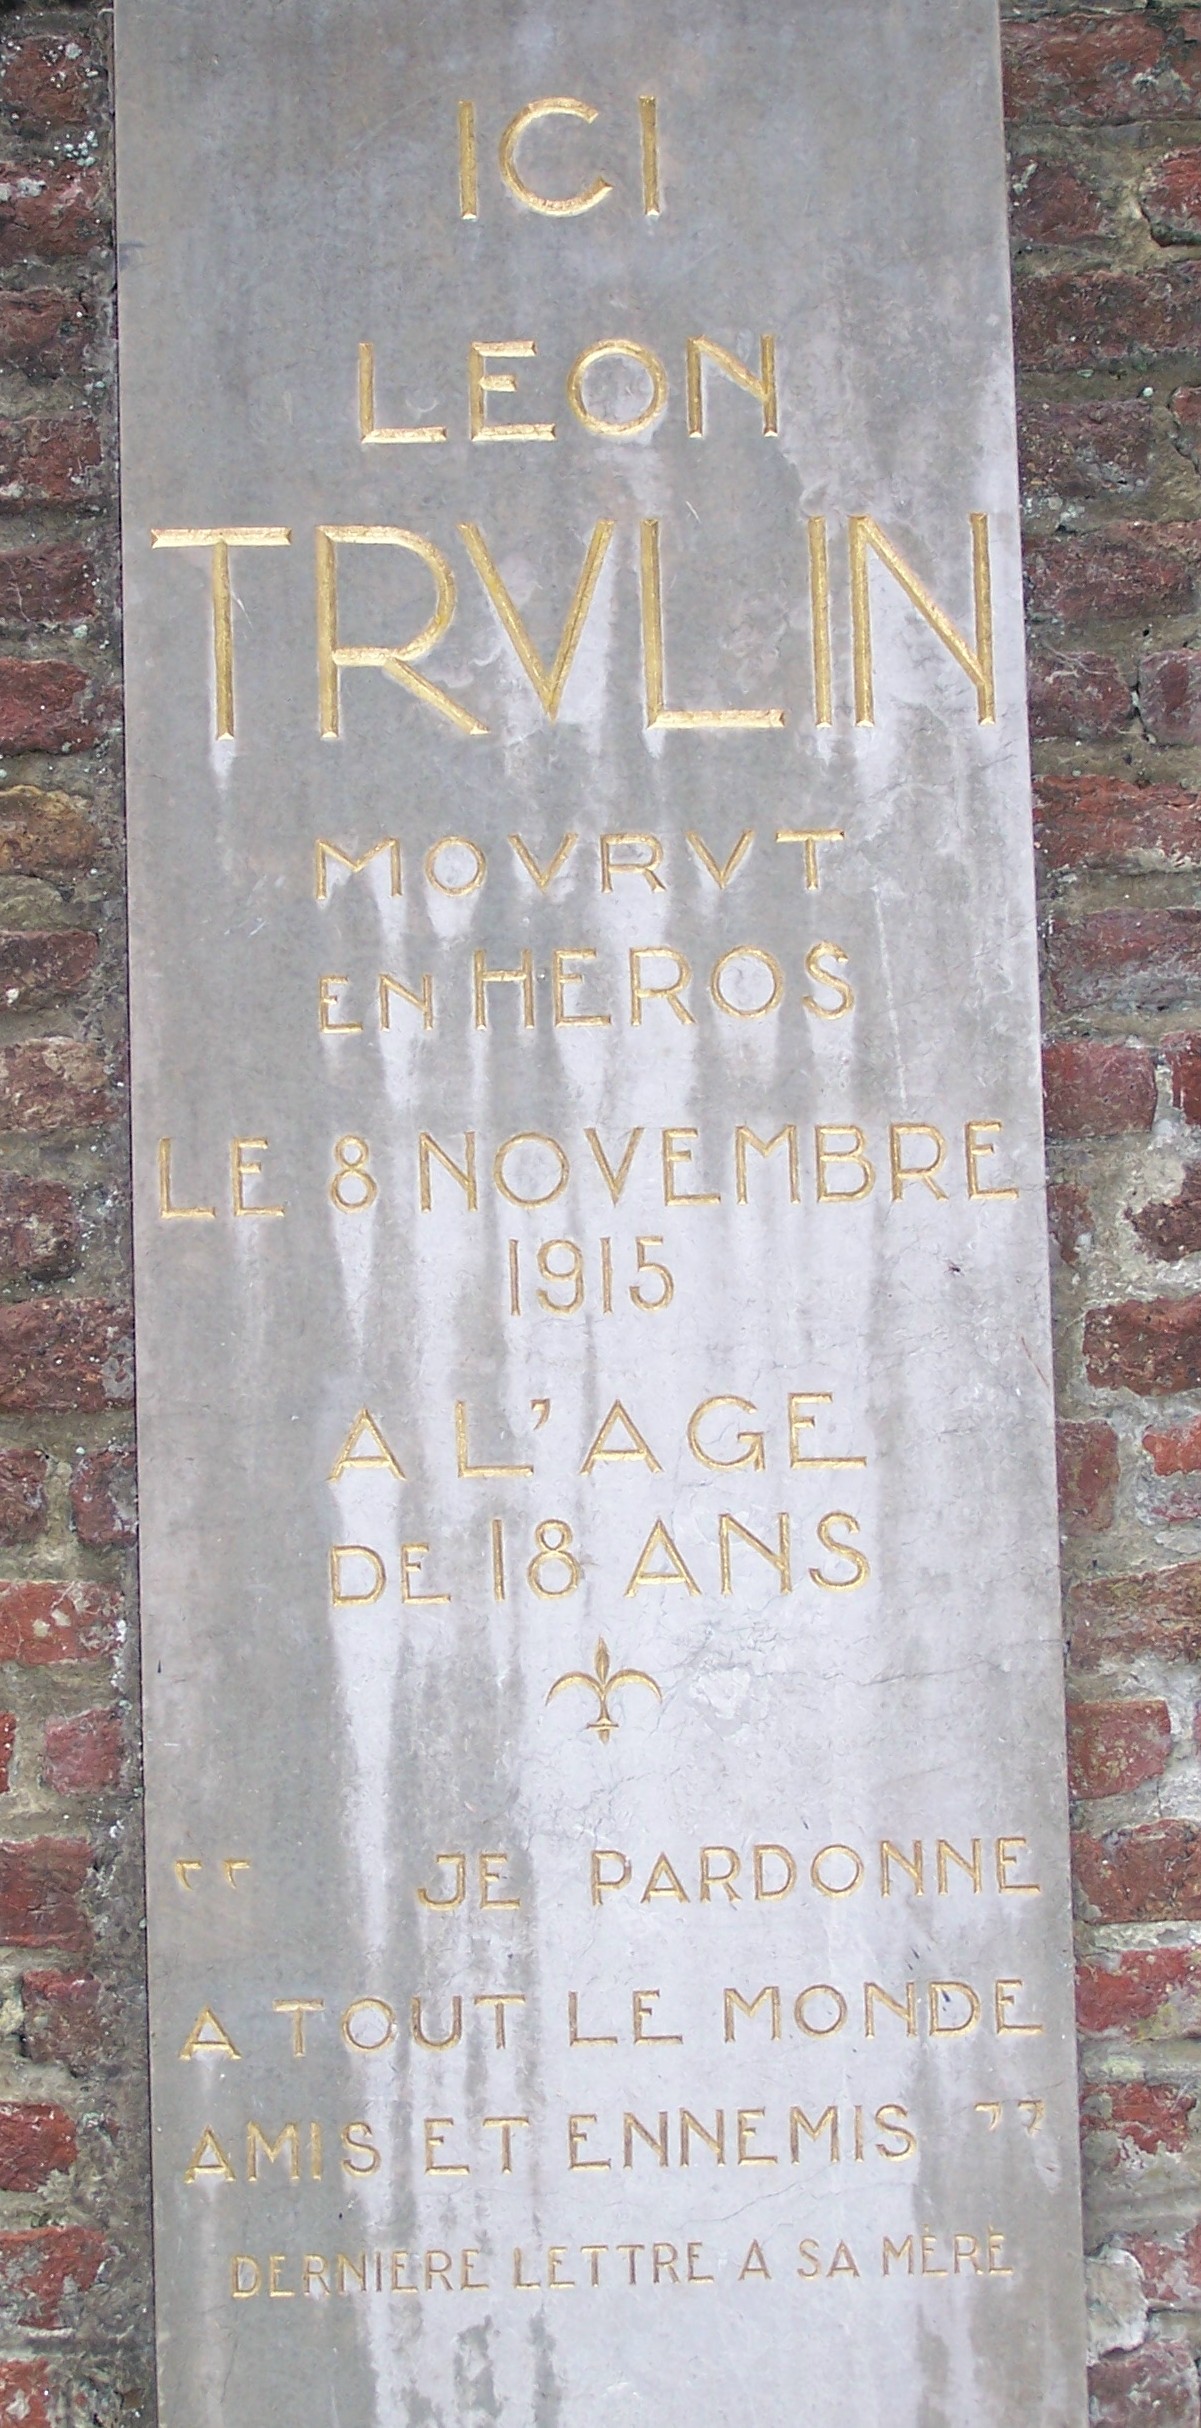 ICI
LEON
TRVLIN
MOVRVT
EN HEROS
LE 8 NOVEMBRE
1915
A L'AGE
DE 18 ANS
“ JE PARDONNE
A TOUT LE MONDE
AMIS ET ENNEMIS ”
DERNIERE LETTRE A SA MÈRÈ